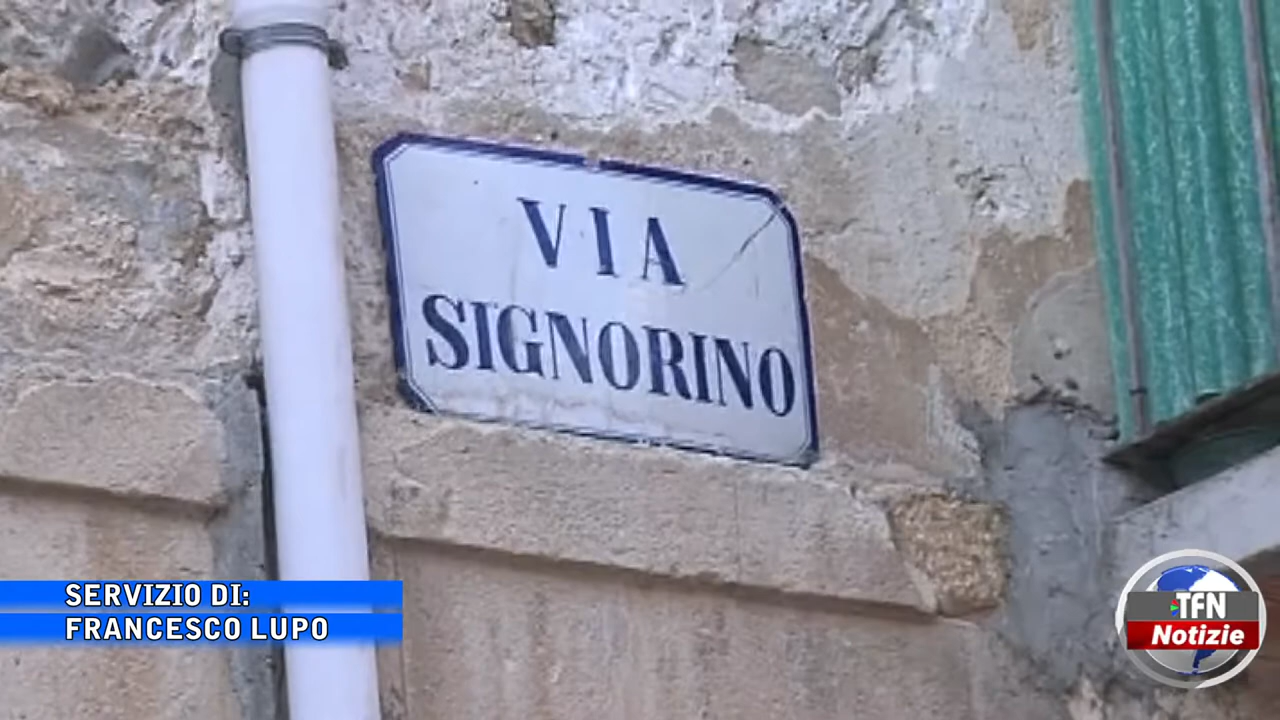 VIA
SIGNORINO
SERVIZIO DI:
FRANCESCO LUPO
TFN
Notizie